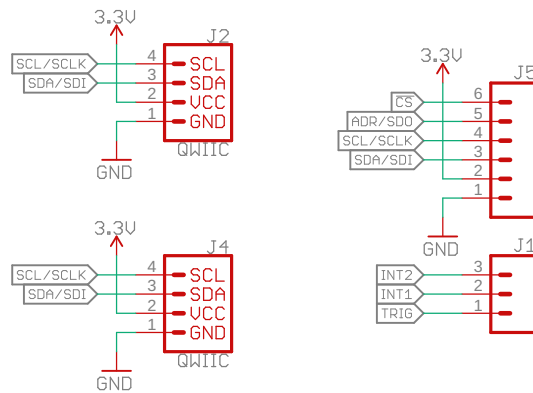 3.3V
J2
SCL/SCLK 4 SCL
SDA/SDI 3 SDA
2 VCC
1 GND
GND
QWIIC
3.3V
J4
SCL/SCLK 4 SCL
SDA/SDI 3 SDA
2 VCC
1 GND
GND
QWIIC
3.3V
J5
CS 6
ADR/SDO 5
SCL/SCLK 4
SDA/SDI 3
2
1
GND
J1
INT2 3
INT1 2
TRIG 1